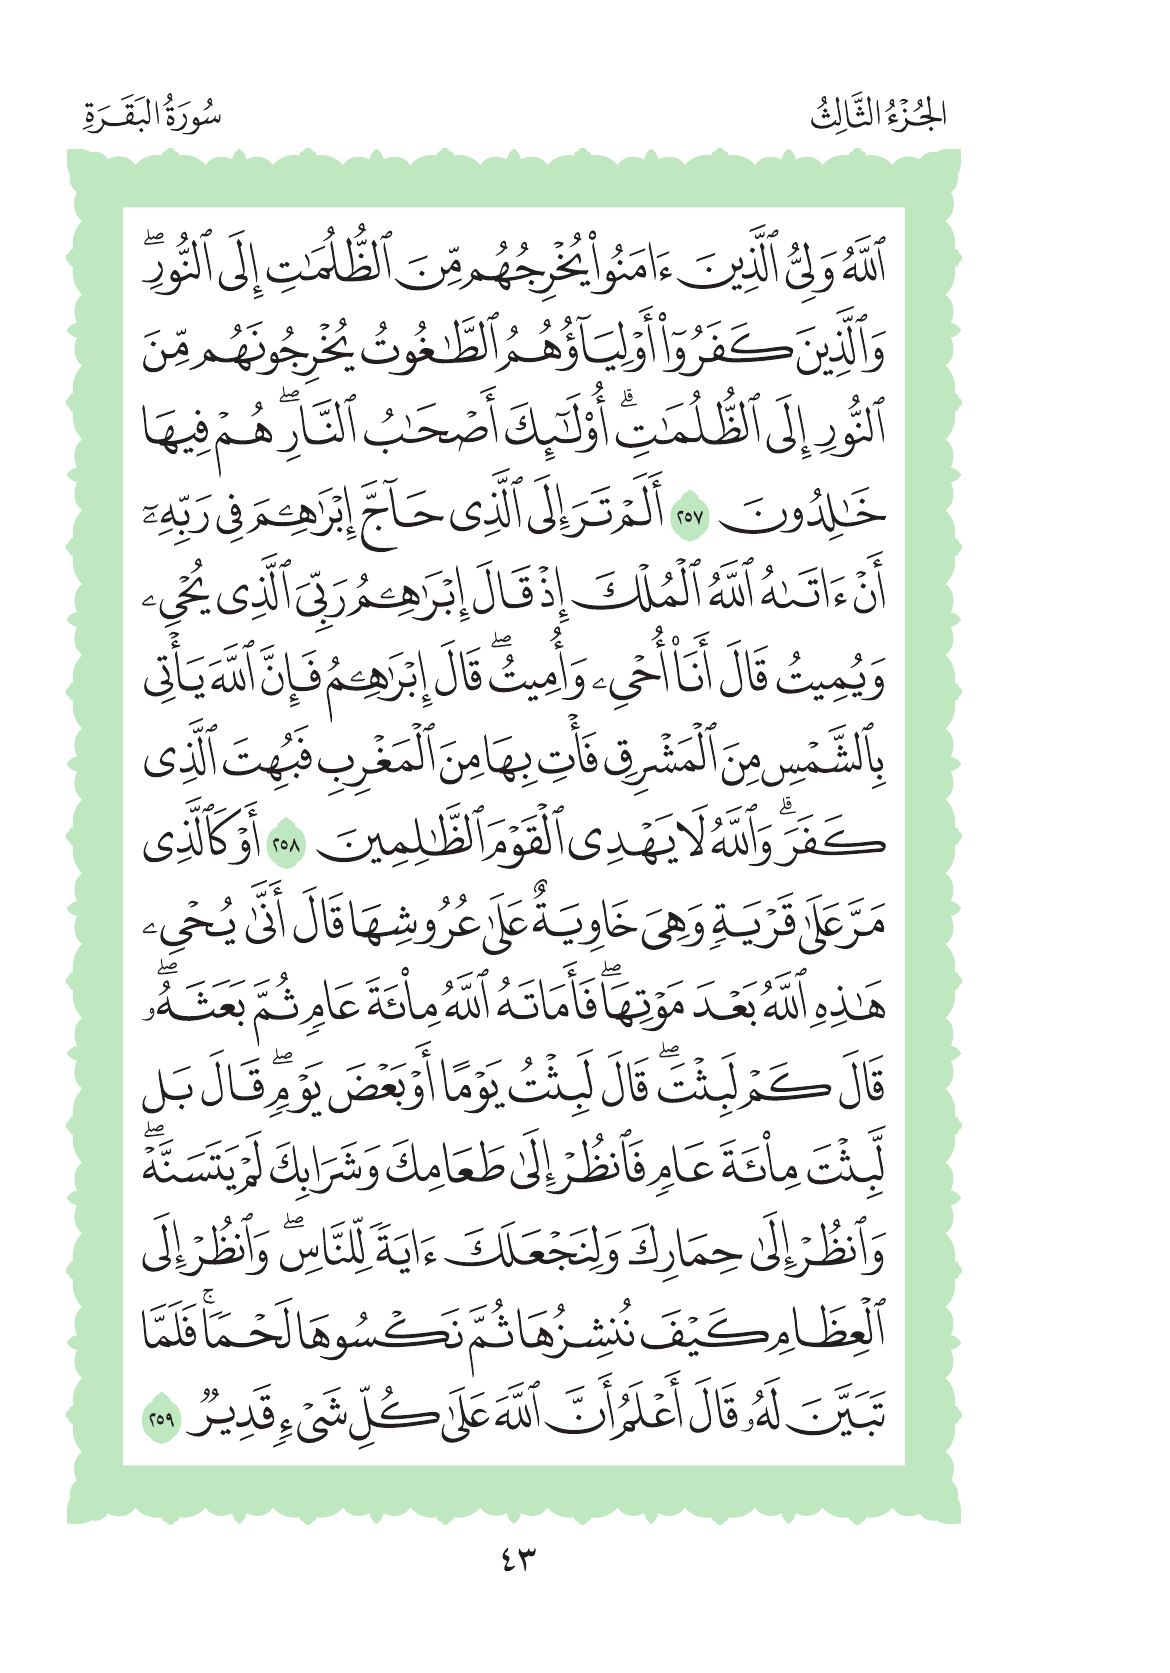 الجُزْءُ الثَّالِثُ
سُورَةُ البَقَرَةِ
ٱللَّهُ وَلِيُّ ٱلَّذِينَ ءَامَنُواْ يُخْرِجُهُم مِّنَ ٱلظُّلُمَٰتِ إِلَى ٱلنُّورِۖ
وَٱلَّذِينَ كَفَرُوٓاْ أَوْلِيَآؤُهُمُ ٱلطَّٰغُوتُ يُخْرِجُونَهُم مِّنَ
ٱلنُّورِ إِلَى ٱلظُّلُمَٰتِۗ أُوْلَٰٓئِكَ أَصْحَٰبُ ٱلنَّارِۖ هُمْ فِيهَا
خَٰلِدُونَ ٢٥٧ أَلَمْ تَرَ إِلَى ٱلَّذِى حَآجَّ إِبْرَٰهِۦمَ فِى رَبِّهِۦٓ
أَنْ ءَاتَىٰهُ ٱللَّهُ ٱلْمُلْكَ إِذْ قَالَ إِبْرَٰهِۦمُ رَبِّىَ ٱلَّذِى يُحْىِۦ
وَيُمِيتُ قَالَ أَنَا۠ أُحْىِۦ وَأُمِيتُۖ قَالَ إِبْرَٰهِۦمُ فَإِنَّ ٱللَّهَ يَأْتِى
بِٱلشَّمْسِ مِنَ ٱلْمَشْرِقِ فَأْتِ بِهَا مِنَ ٱلْمَغْرِبِ فَبُهِتَ ٱلَّذِى
كَفَرَۗ وَٱللَّهُ لَا يَهْدِى ٱلْقَوْمَ ٱلظَّٰلِمِينَ ٢٥٨ أَوْ كَٱلَّذِى
مَرَّ عَلَىٰ قَرْيَةٍ وَهِىَ خَاوِيَةٌ عَلَىٰ عُرُوشِهَا قَالَ أَنَّىٰ يُحْىِۦ
هَٰذِهِ ٱللَّهُ بَعْدَ مَوْتِهَاۖ فَأَمَاتَهُ ٱللَّهُ مِاْئَةَ عَامٍ ثُمَّ بَعَثَهُۥۖ
قَالَ كَمْ لَبِثْتَۖ قَالَ لَبِثْتُ يَوْمًا أَوْ بَعْضَ يَوْمٍۖ قَالَ بَل
لَّبِثْتَ مِاْئَةَ عَامٍ فَٱنظُرْ إِلَىٰ طَعَامِكَ وَشَرَابِكَ لَمْ يَتَسَنَّهْۖ
وَٱنظُرْ إِلَىٰ حِمَارِكَ وَلِنَجْعَلَكَ ءَايَةً لِّلنَّاسِۖ وَٱنظُرْ إِلَى
ٱلْعِظَامِ كَيْفَ نُنشِزُهَا ثُمَّ نَكْسُوهَا لَحْمًاۚ فَلَمَّا
تَبَيَّنَ لَهُۥ قَالَ أَعْلَمُ أَنَّ ٱللَّهَ عَلَىٰ كُلِّ شَىْءٍ قَدِيرٌ ٢٥٩
٤٣